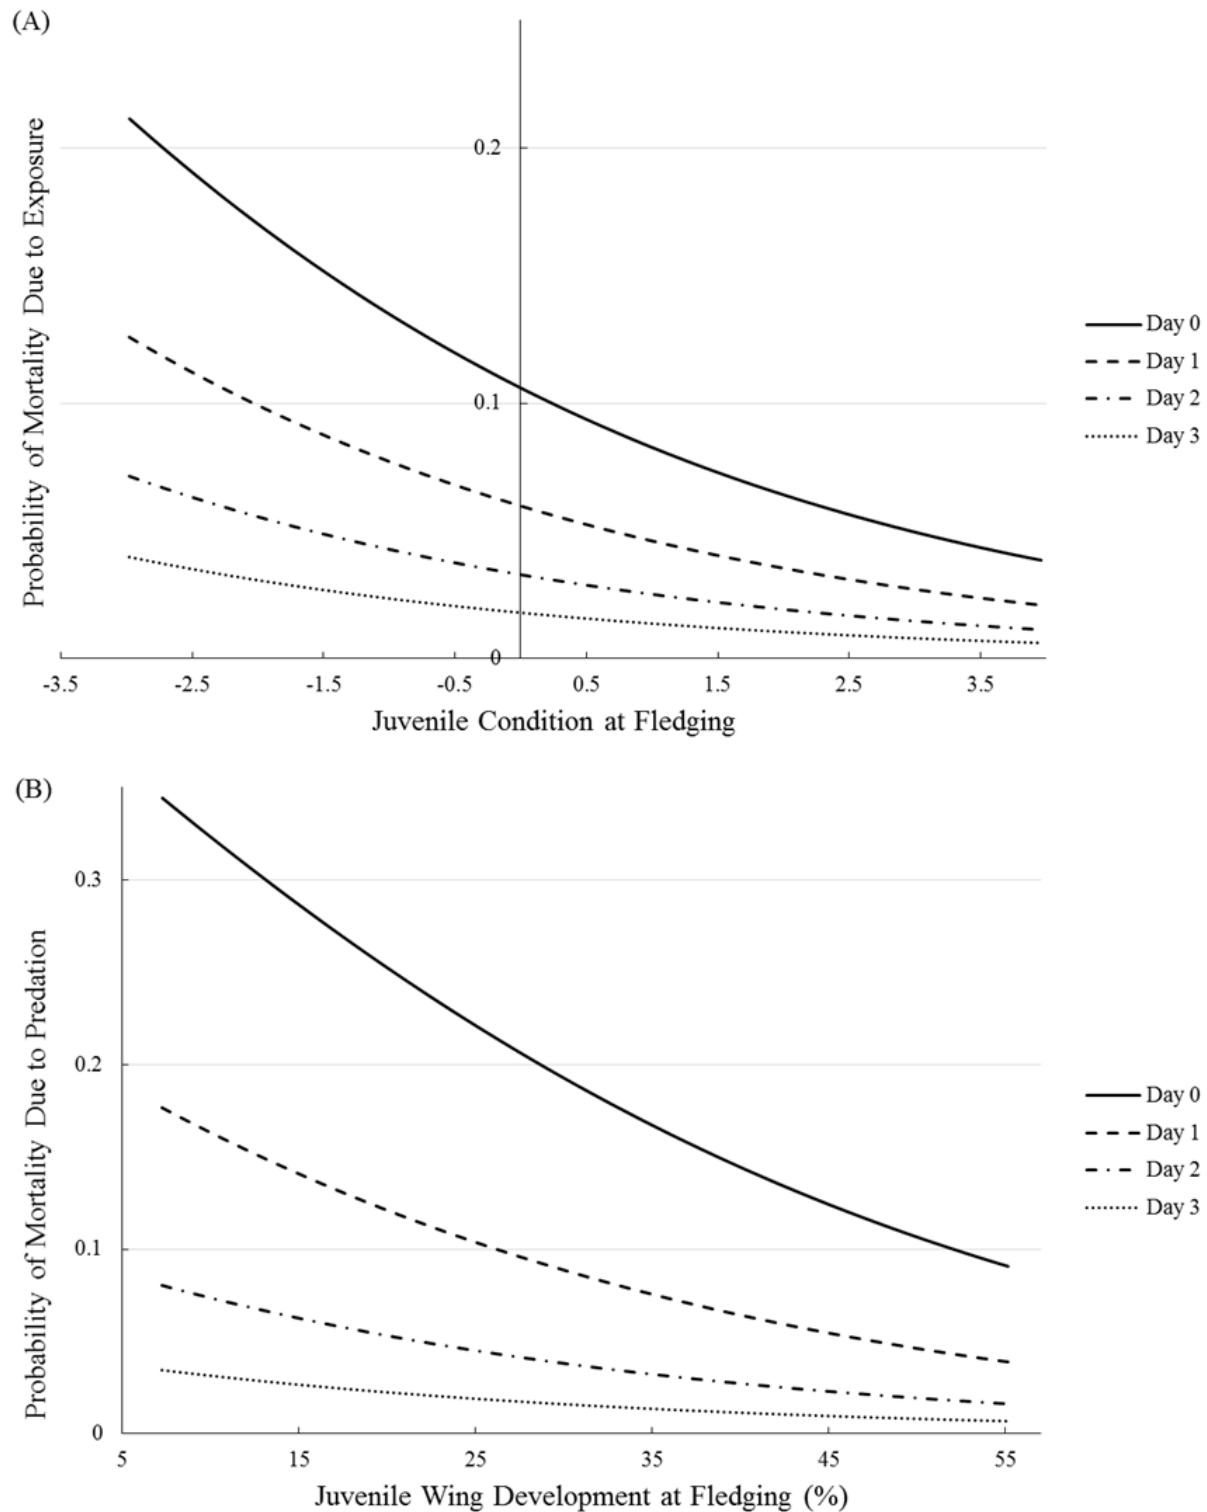 (A)
Probability of Mortality Due to Exposure
0.2
0.1
0
-3.5 -2.5 -1.5 -0.5 0.5 1.5 2.5 3.5
Juvenile Condition at Fledging
Day 0
Day 1
Day 2
Day 3
(B)
Probability of Mortality Due to Predation
0.3
0.2
0.1
0
5 15 25 35 45 55
Juvenile Wing Development at Fledging (%)
Day 0
Day 1
Day 2
Day 3